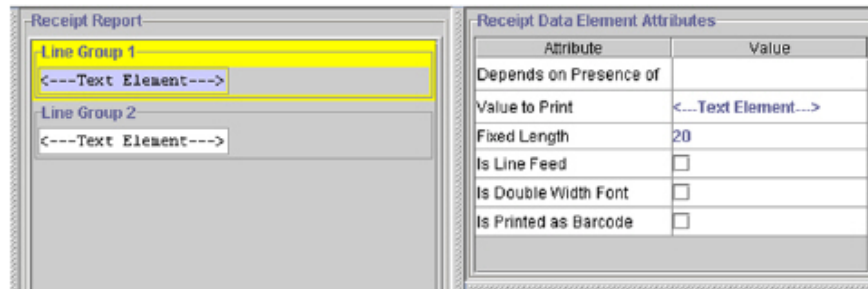 Receipt Report
Line Group 1
<---Text Element--->
Line Group 2
<---Text Element--->
Receipt Data Element Attributes
Attribute Value
Depends on Presence of
Value to Print <---Text Element--->
Fixed Length 20
Is Line Feed
Is Double Width Font
Is Printed as Barcode